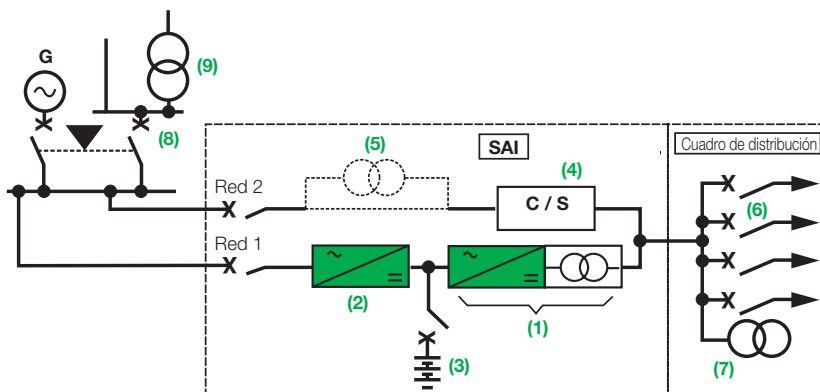 (9)
G
(8)
(5)
SAI
Cuadro de distribución
Red 2
(4)
C / S
(6)
Red 1
(2)
(1)
(3)
(7)